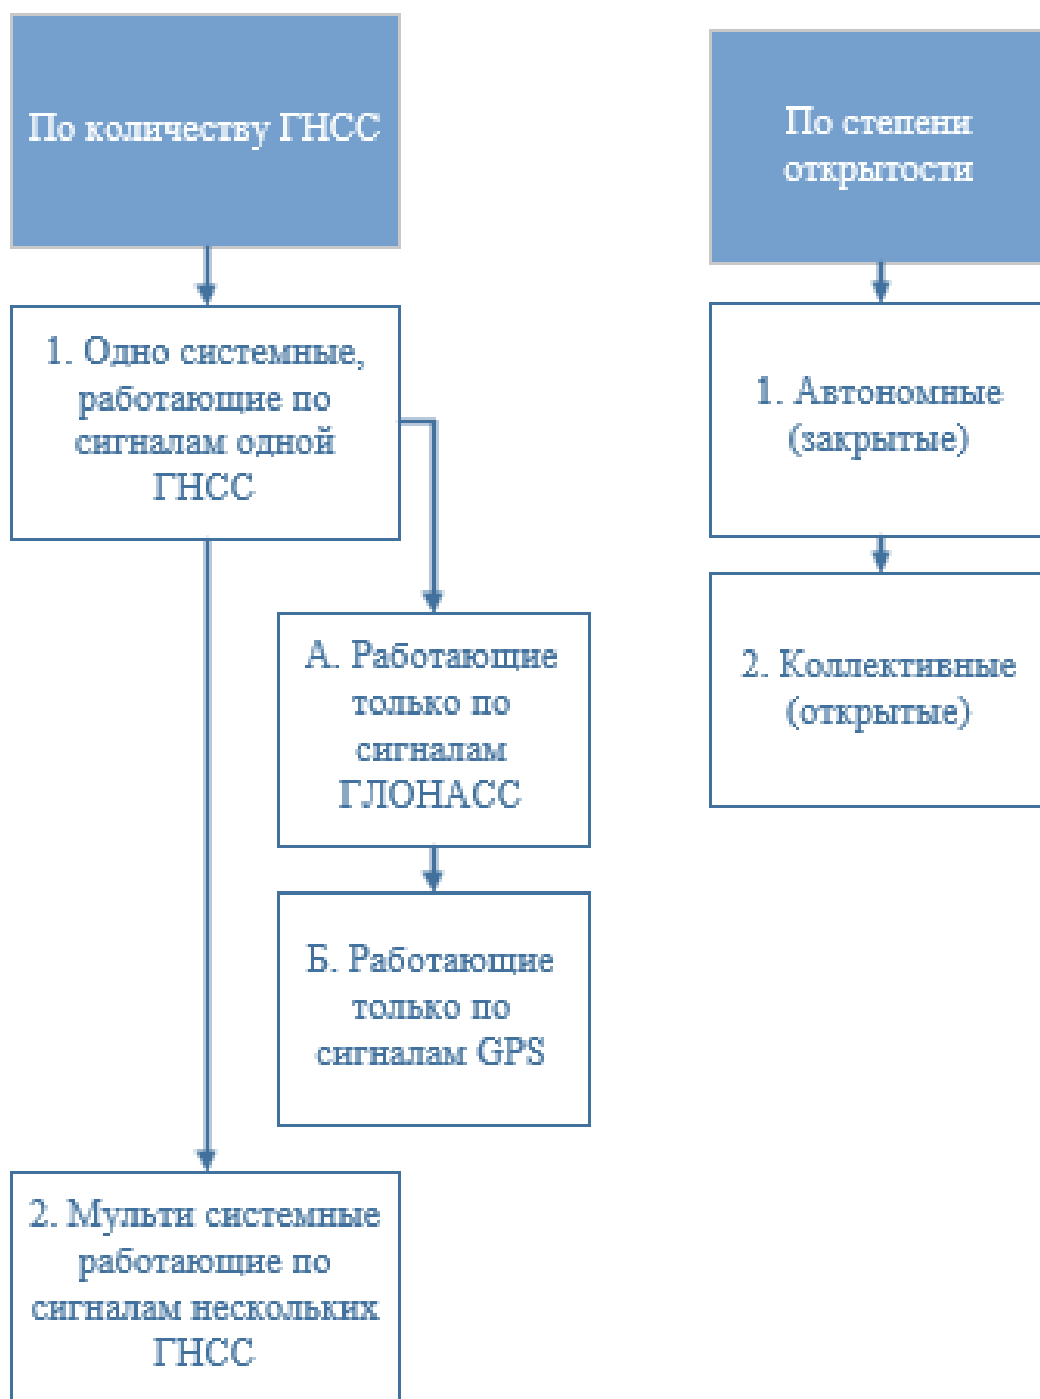 По количеству ГНСС
1. Одно системные,
работающие по
сигналам одной
ГНСС
А. Работающие
только по
сигналам
ГЛОНАСС
Б. Работающие
только по
сигналам GPS
2. Мульти системные
работающие по
сигналам нескольких
ГНСС
По степени
открытости
1. Автономные
(закрытые)
2. Коллективные
(открытые)